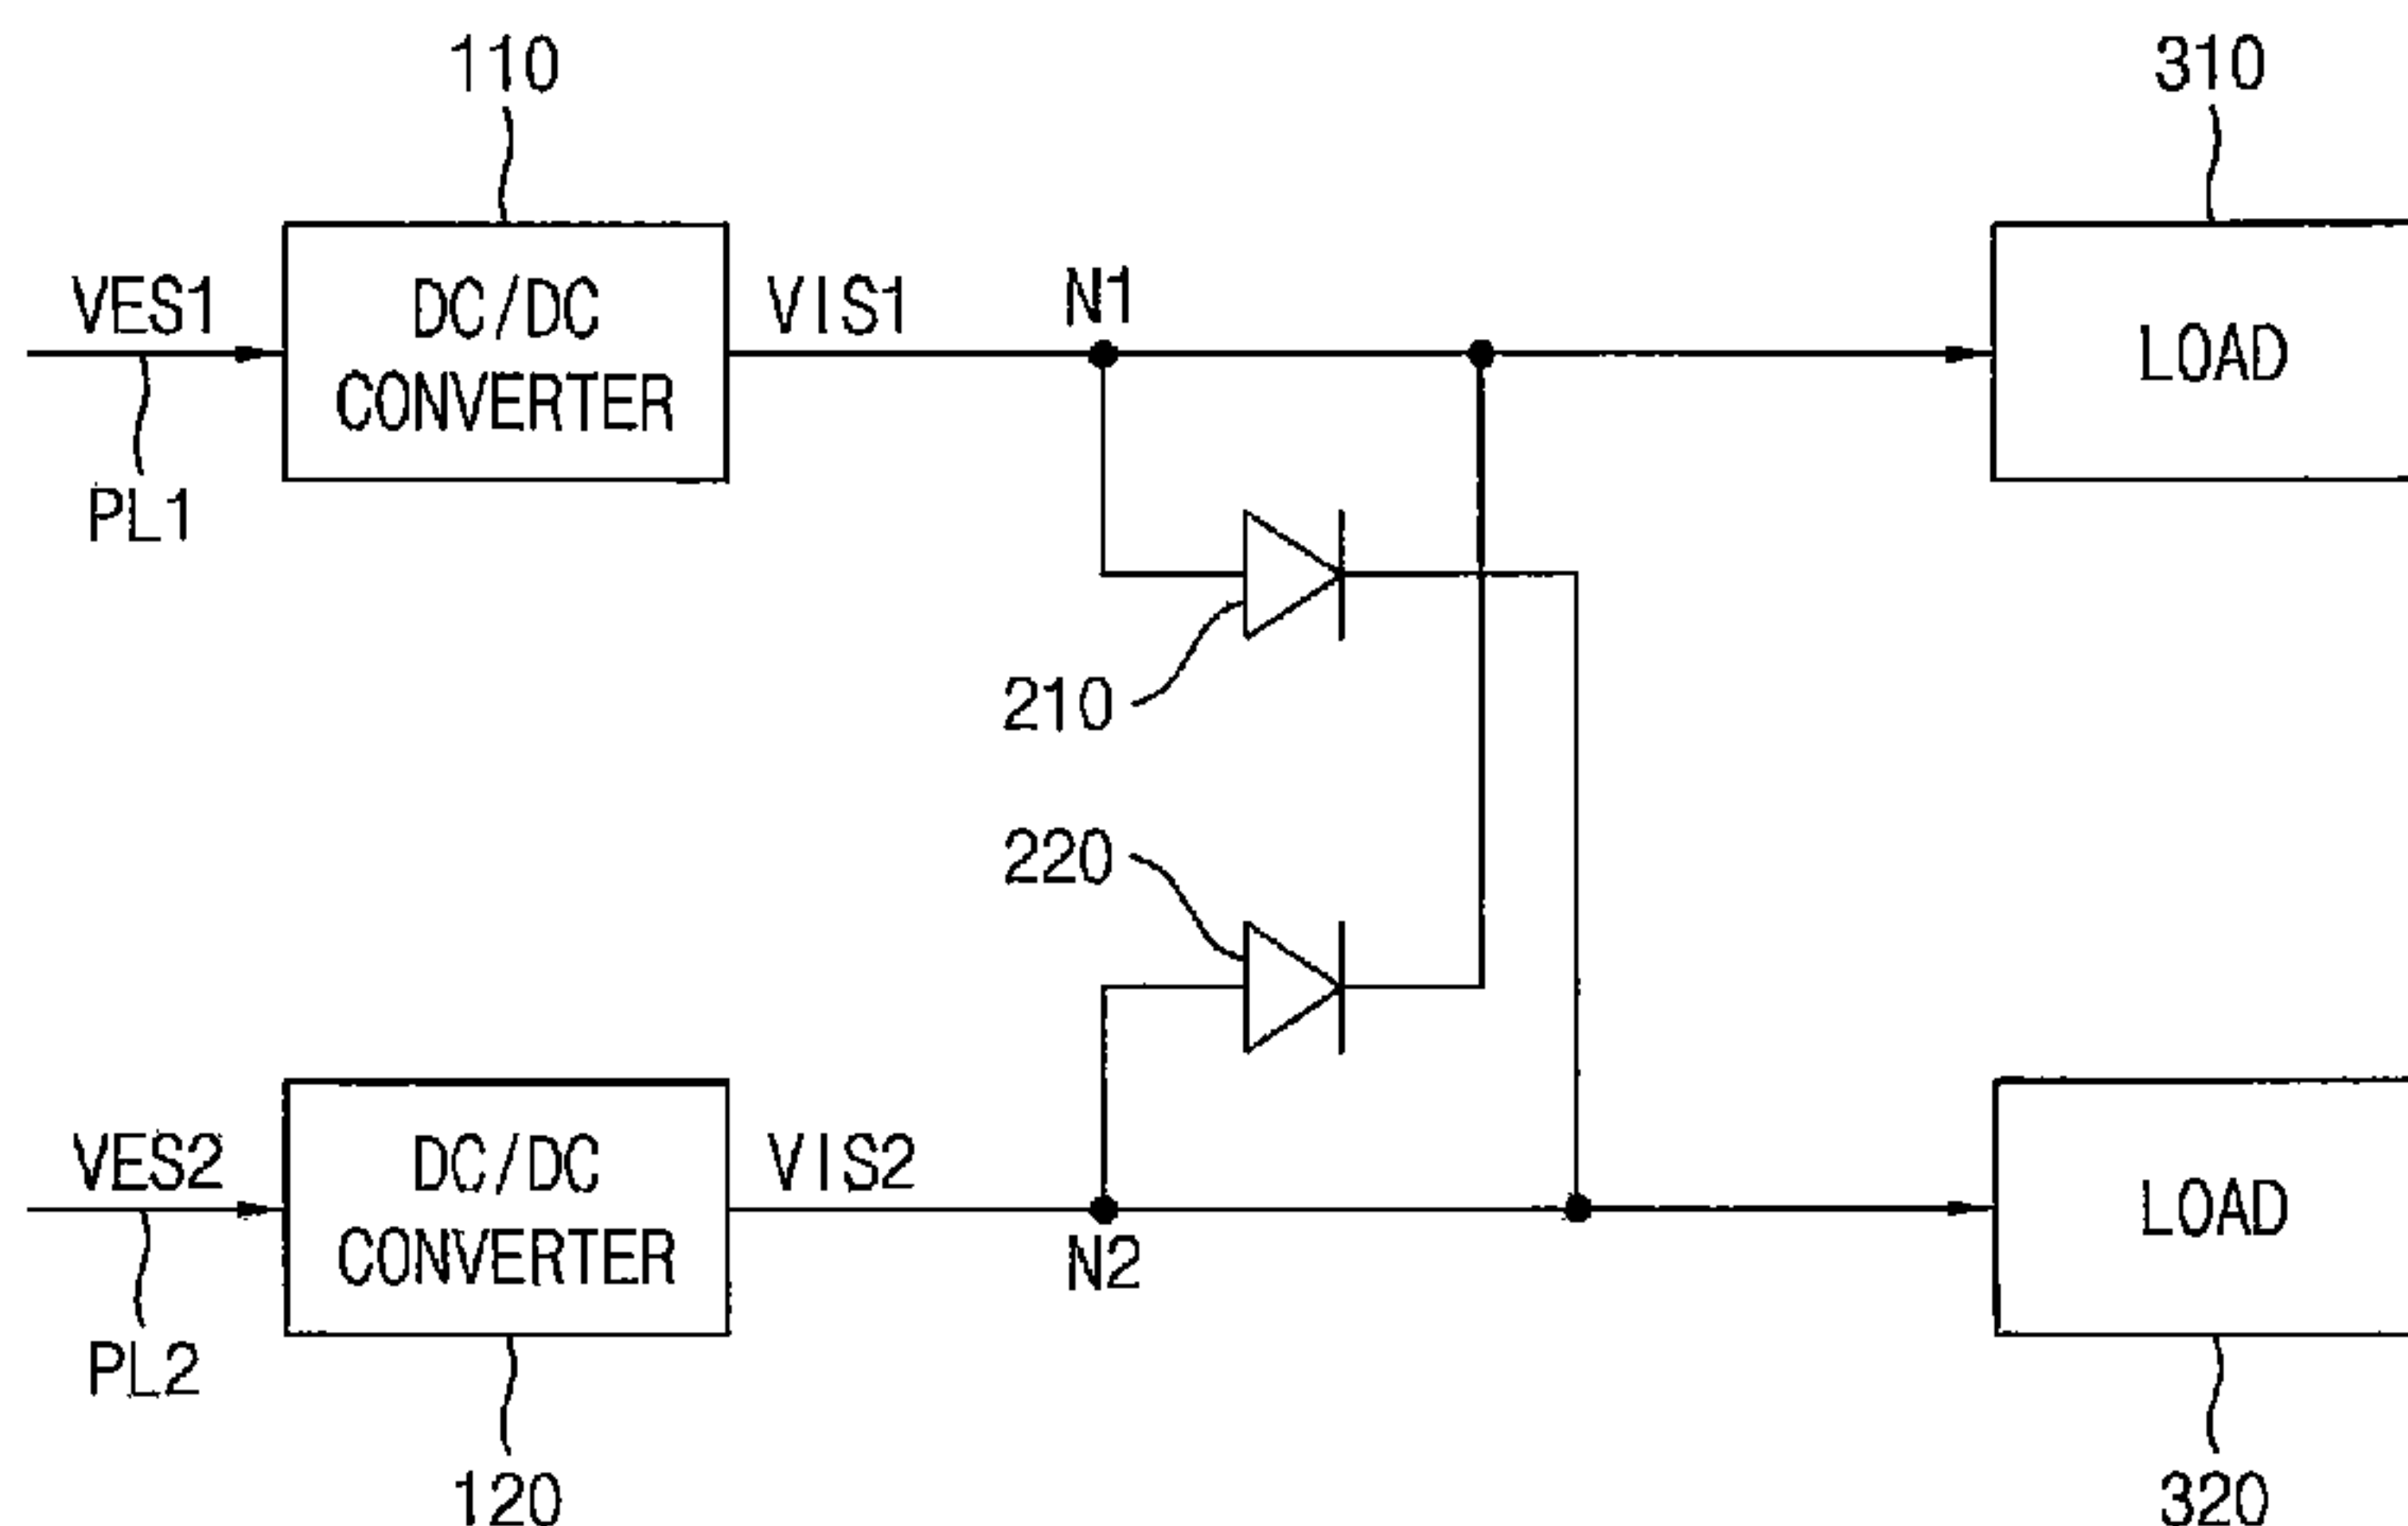 110
310
VES1
DC/DC
CONVERTER
VIS1
N1
LOAD
PL1
210
220
VES2
DC/DC
CONVERTER
VIS2
N2
LOAD
PL2
120
320